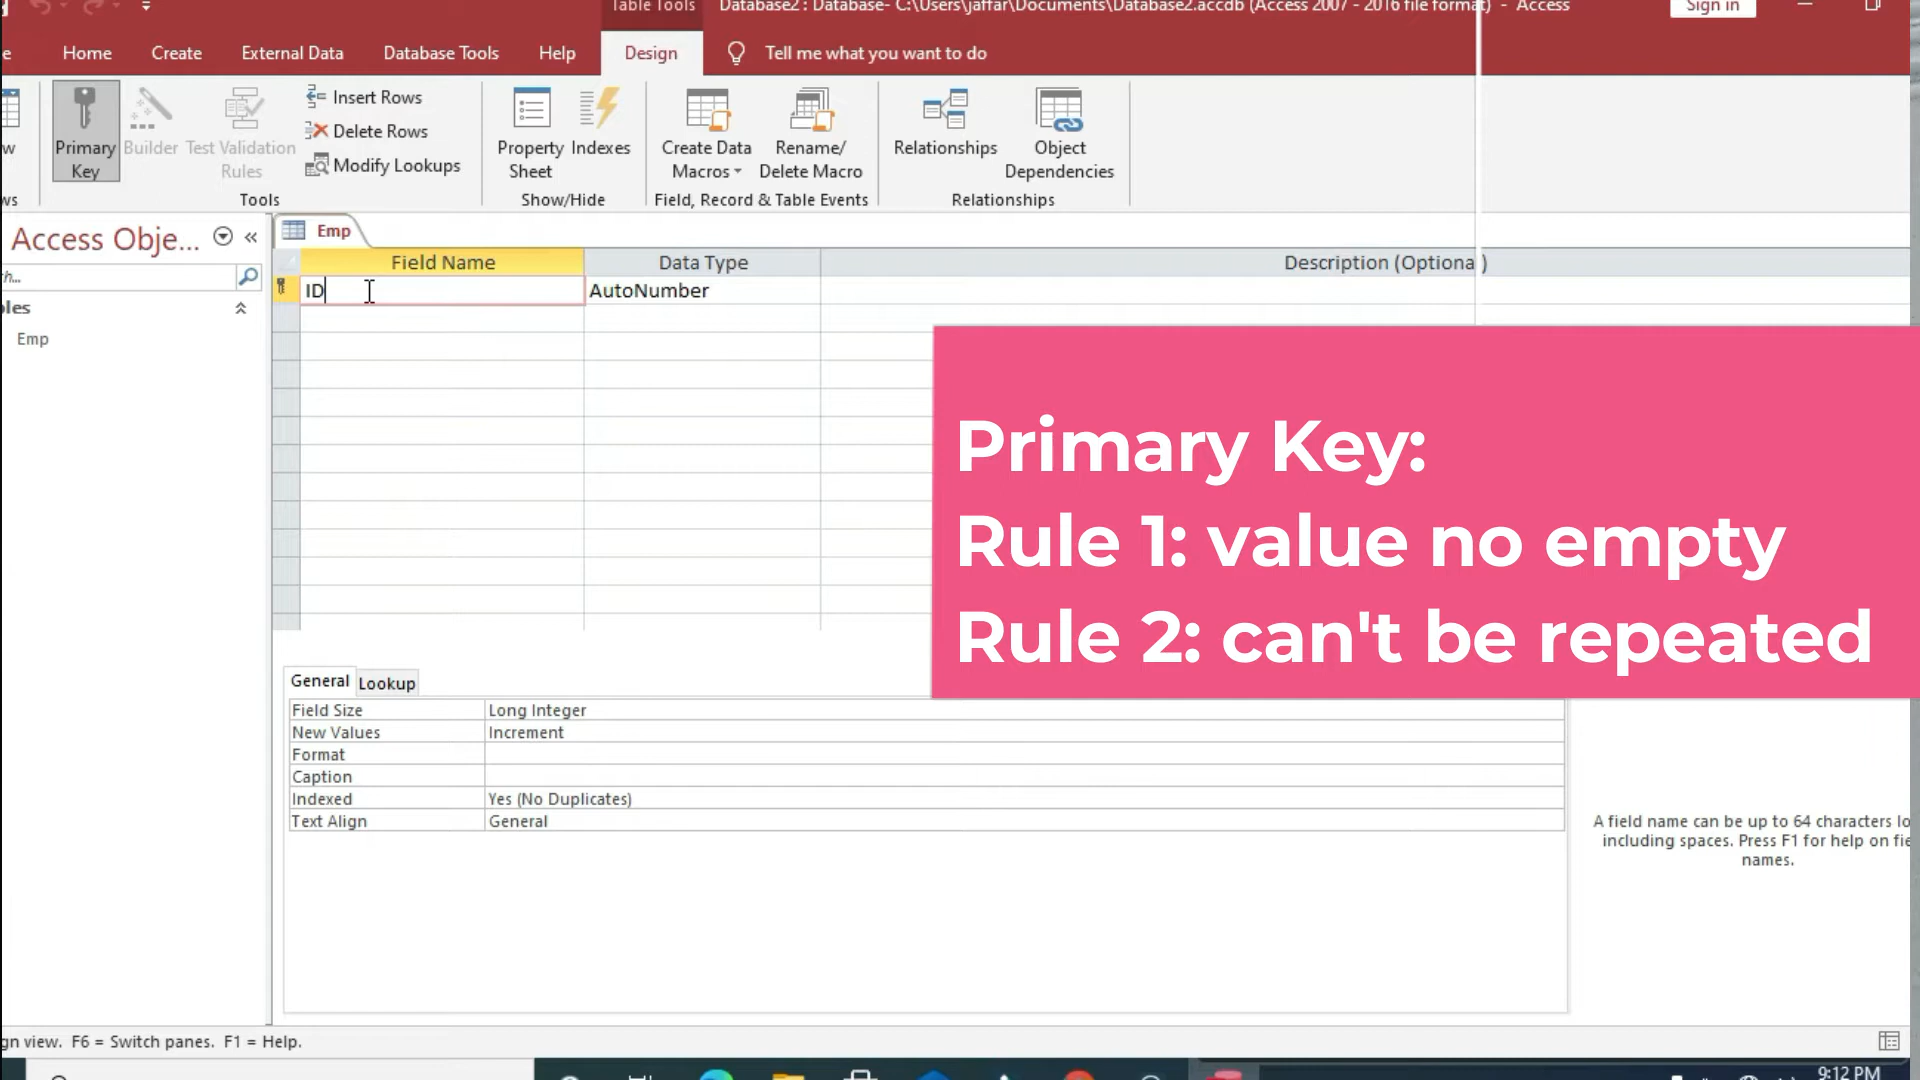 Table Tools
Database2 : Database- C:\Users\jaffar\Documents\Database2.accdb (Access 2007 - 2016 file format) - Access
Sign in
Home Create External Data Database Tools Help Design Tell me what you want to do
Primary Key
Builder
Test Validation Rules
Insert Rows
Delete Rows
Modify Lookups
Tools
Property Sheet
Indexes
Show/Hide
Create Data Macros
Rename/ Delete Macro
Field, Record & Table Events
Relationships
Object Dependencies
Relationships
Access Obje...
Emp
Emp
Field Name Data Type Description (Optional)
ID AutoNumber
Primary Key:
Rule 1: value no empty
Rule 2: can't be repeated
General Lookup
Field Size Long Integer
New Values Increment
Format
Caption
Indexed Yes (No Duplicates)
Text Align General
A field name can be up to 64 characters lo
including spaces. Press F1 for help on fie
names.
gn view. F6 = Switch panes. F1 = Help.
9:12 PM